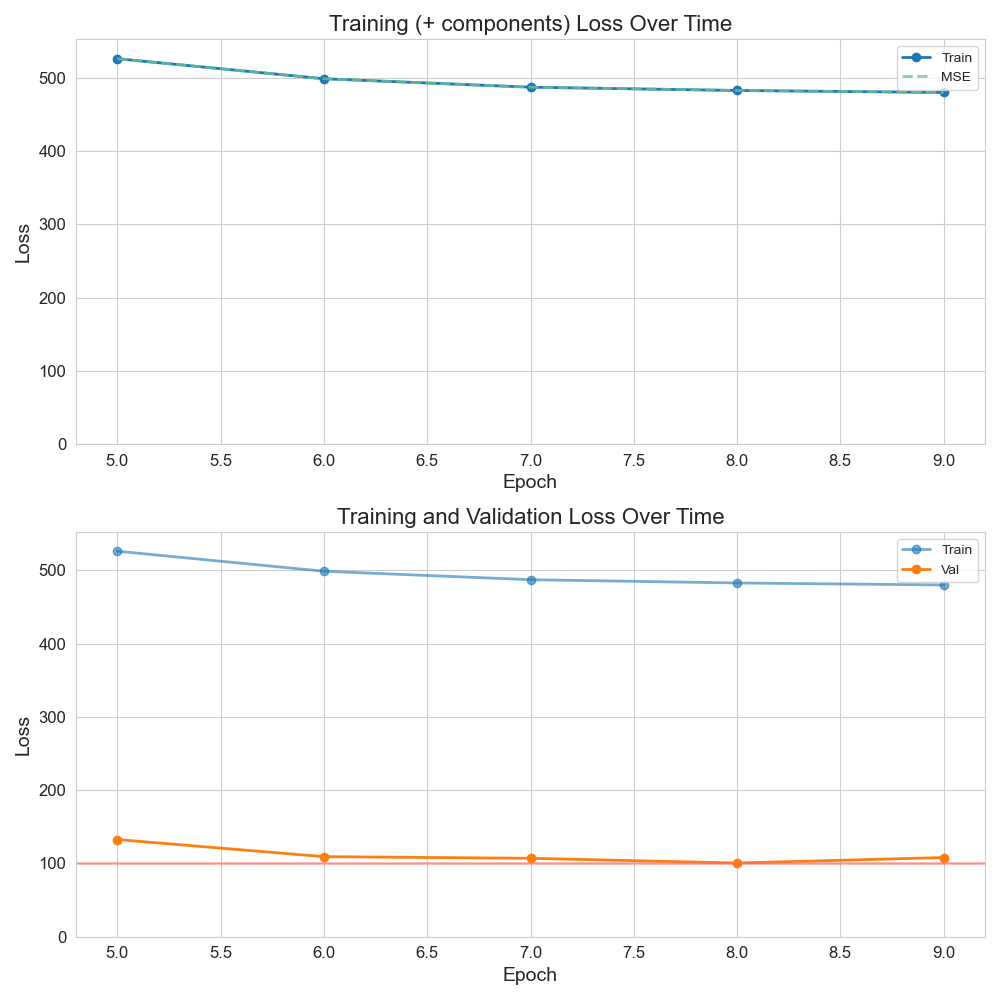 Training (+ components) Loss Over Time
Train
MSE
500
400
300
200
100
0
Loss
5.0 5.5 6.0 6.5 7.0 7.5 8.0 8.5 9.0
Epoch
Training and Validation Loss Over Time
Train
Val
500
400
300
200
100
0
Loss
5.0 5.5 6.0 6.5 7.0 7.5 8.0 8.5 9.0
Epoch